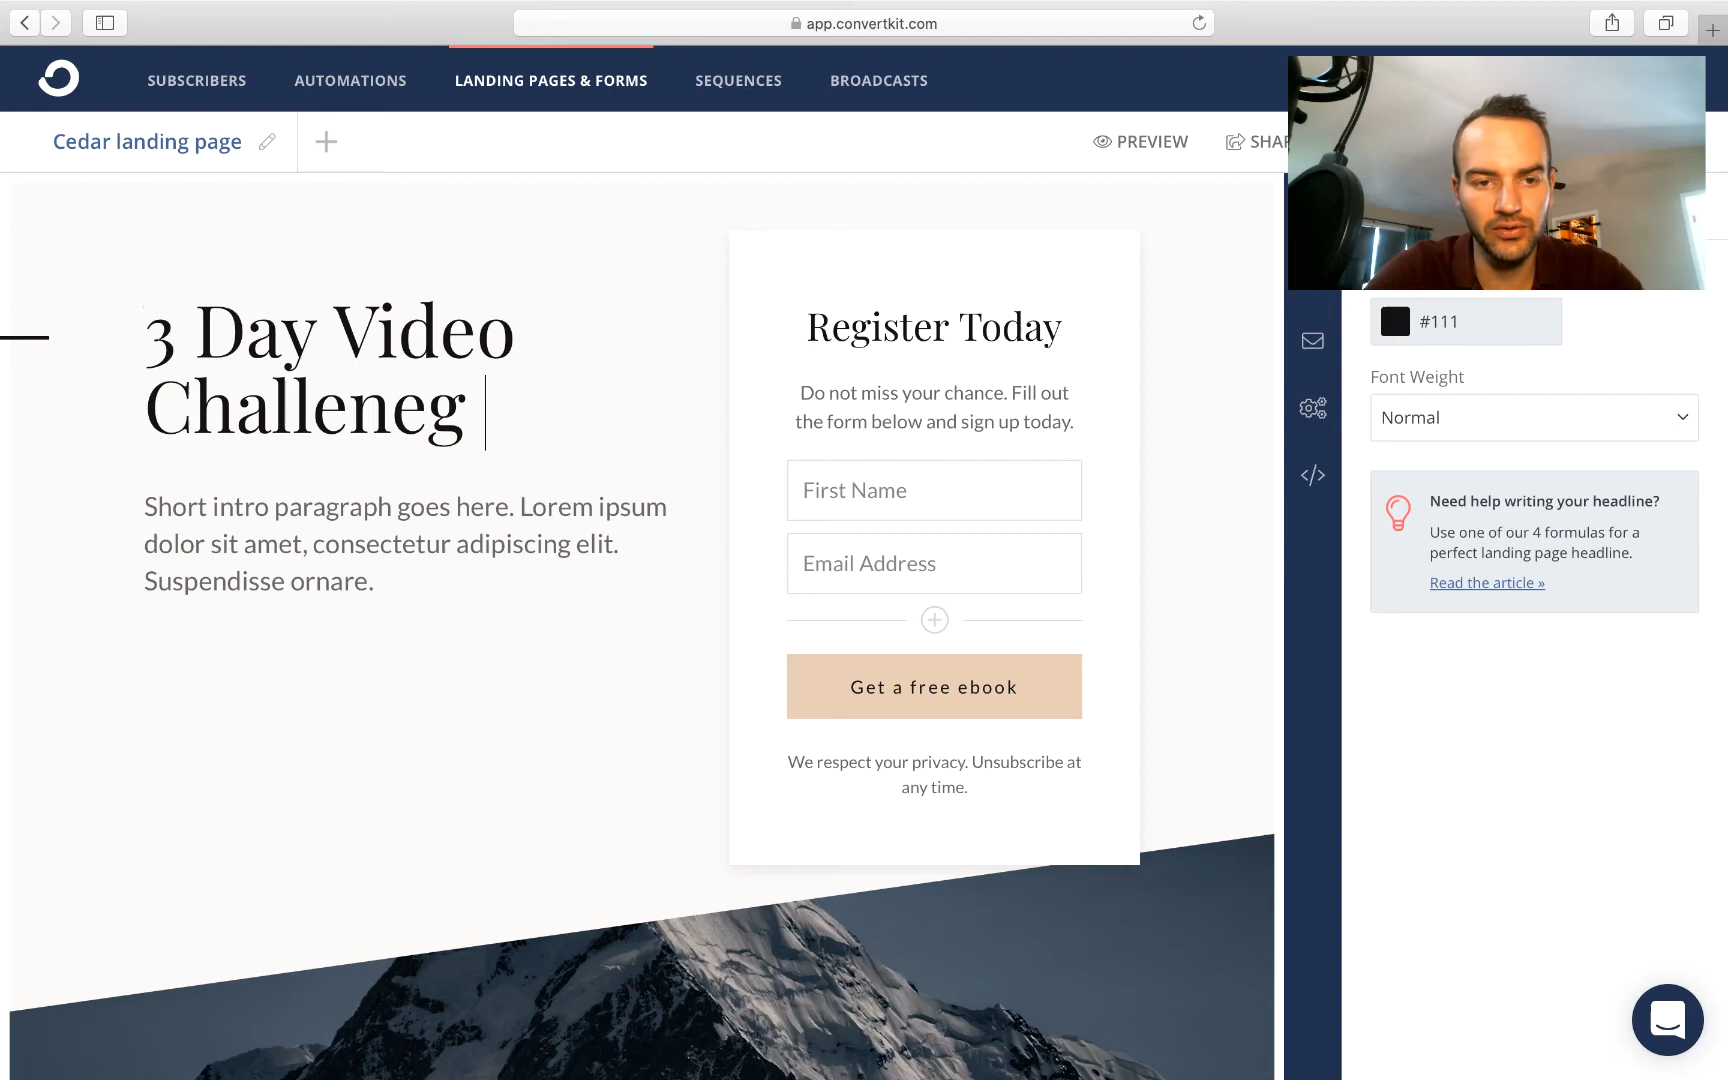 app.convertkit.com
SUBSCRIBERS
AUTOMATIONS
LANDING PAGES & FORMS
SEQUENCES
BROADCASTS
Cedar landing page
PREVIEW
SHAR
3 Day Video
Challeneg
Short intro paragraph goes here. Lorem ipsum
dolor sit amet, consectetur adipiscing elit.
Suspendisse ornare.
Register Today
Do not miss your chance. Fill out
the form below and sign up today.
First Name
Email Address
Get a free ebook
We respect your privacy. Unsubscribe at
any time.
#111
Font Weight
Normal
Need help writing your headline?
Use one of our 4 formulas for a
perfect landing page headline.
Read the article »